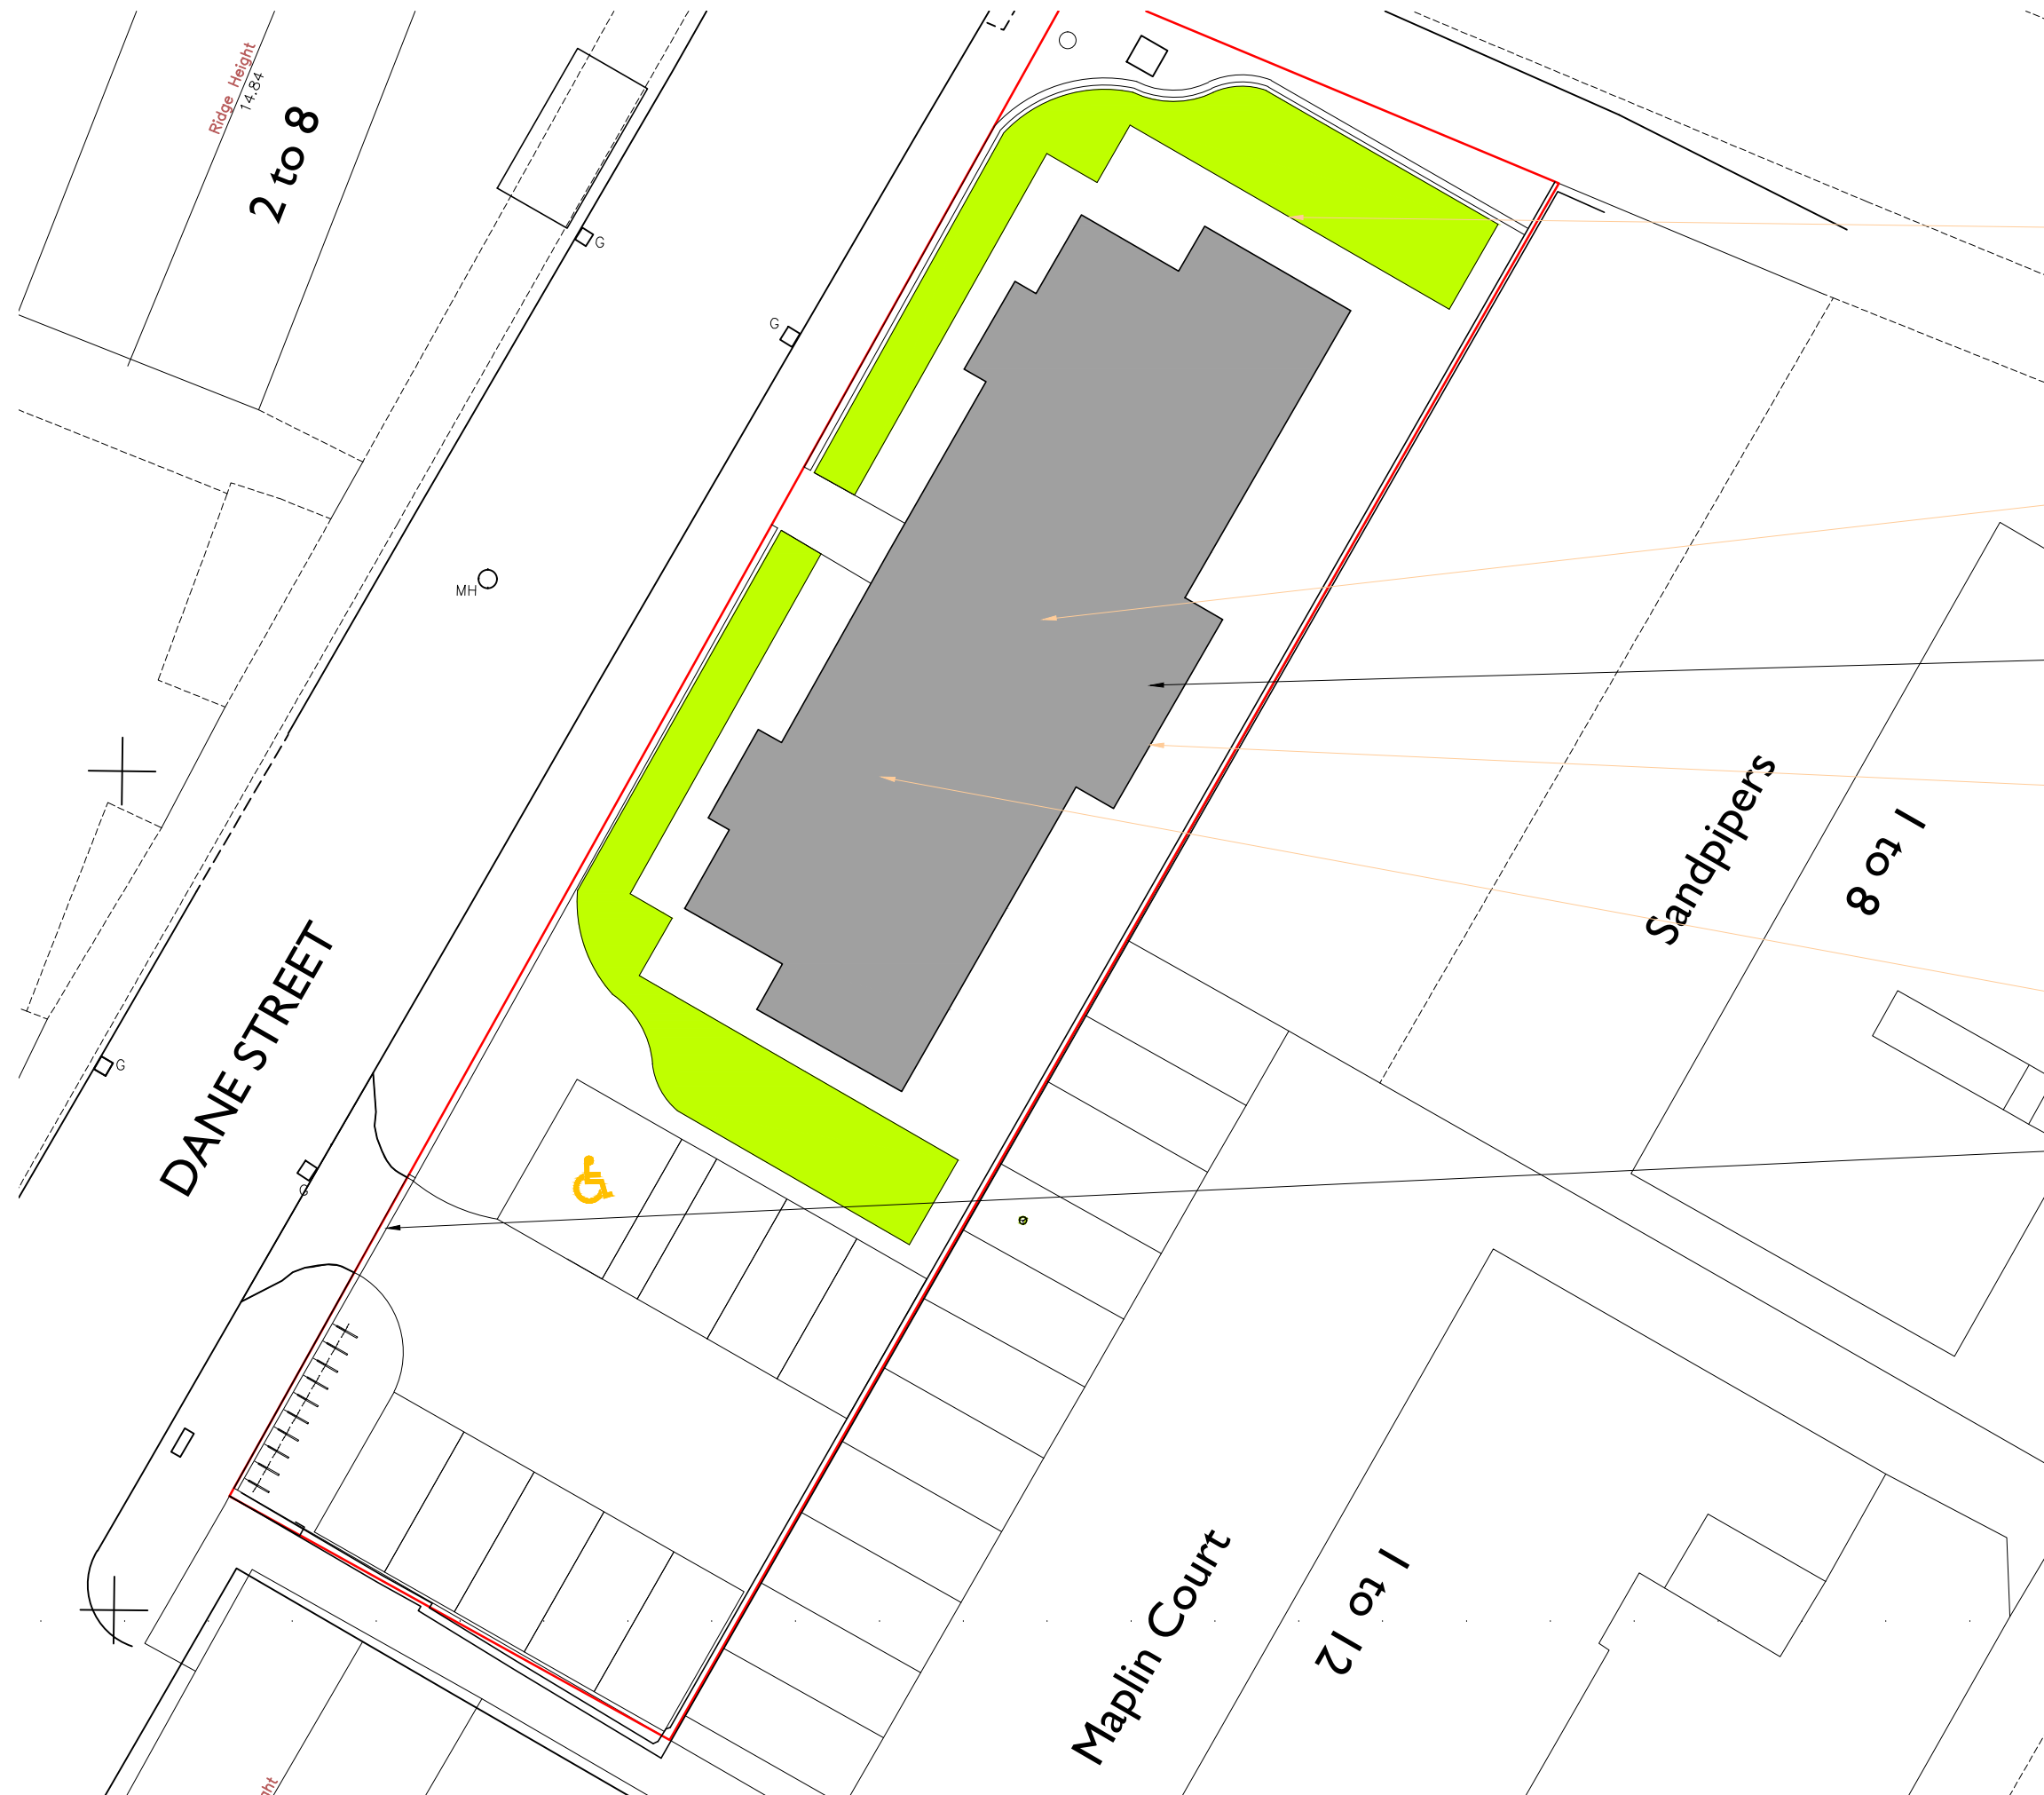 Ridge Height
14.84
2 to 8
G
G
MH
Sandpipers
1 to 8
DANE STREET
G
G
Maplin Court
1 to 12
ght